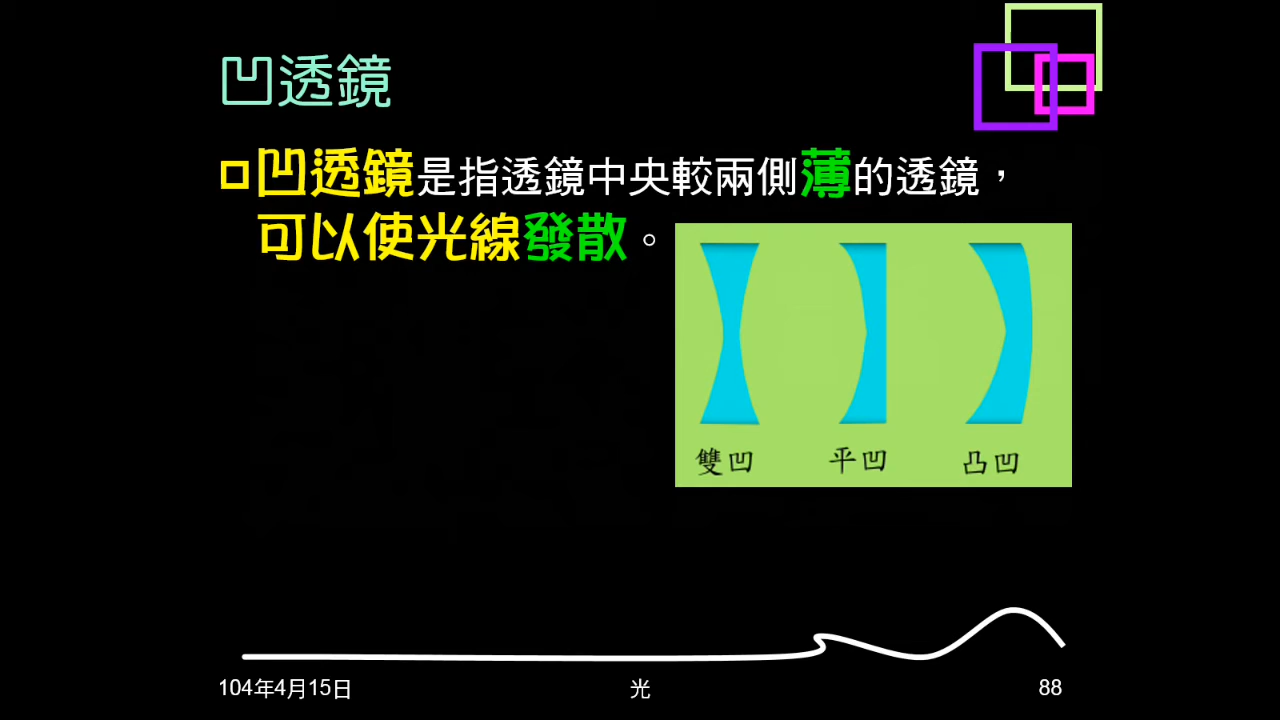 凹透鏡
凹透鏡是指透鏡中央較兩側薄的透鏡，
可以使光線發散。
雙凹 平凹 凸凹
104年4月15日 光 88